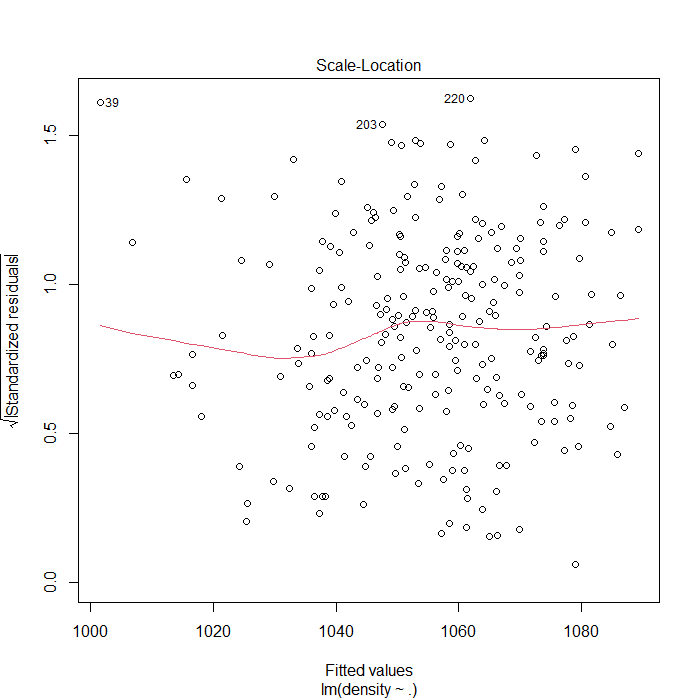 Scale-Location
39
220
203
√|Standardized residuals|
1.5
1.0
0.5
0.0
1000 1020 1040 1060 1080
Fitted values
lm(density ~ .)